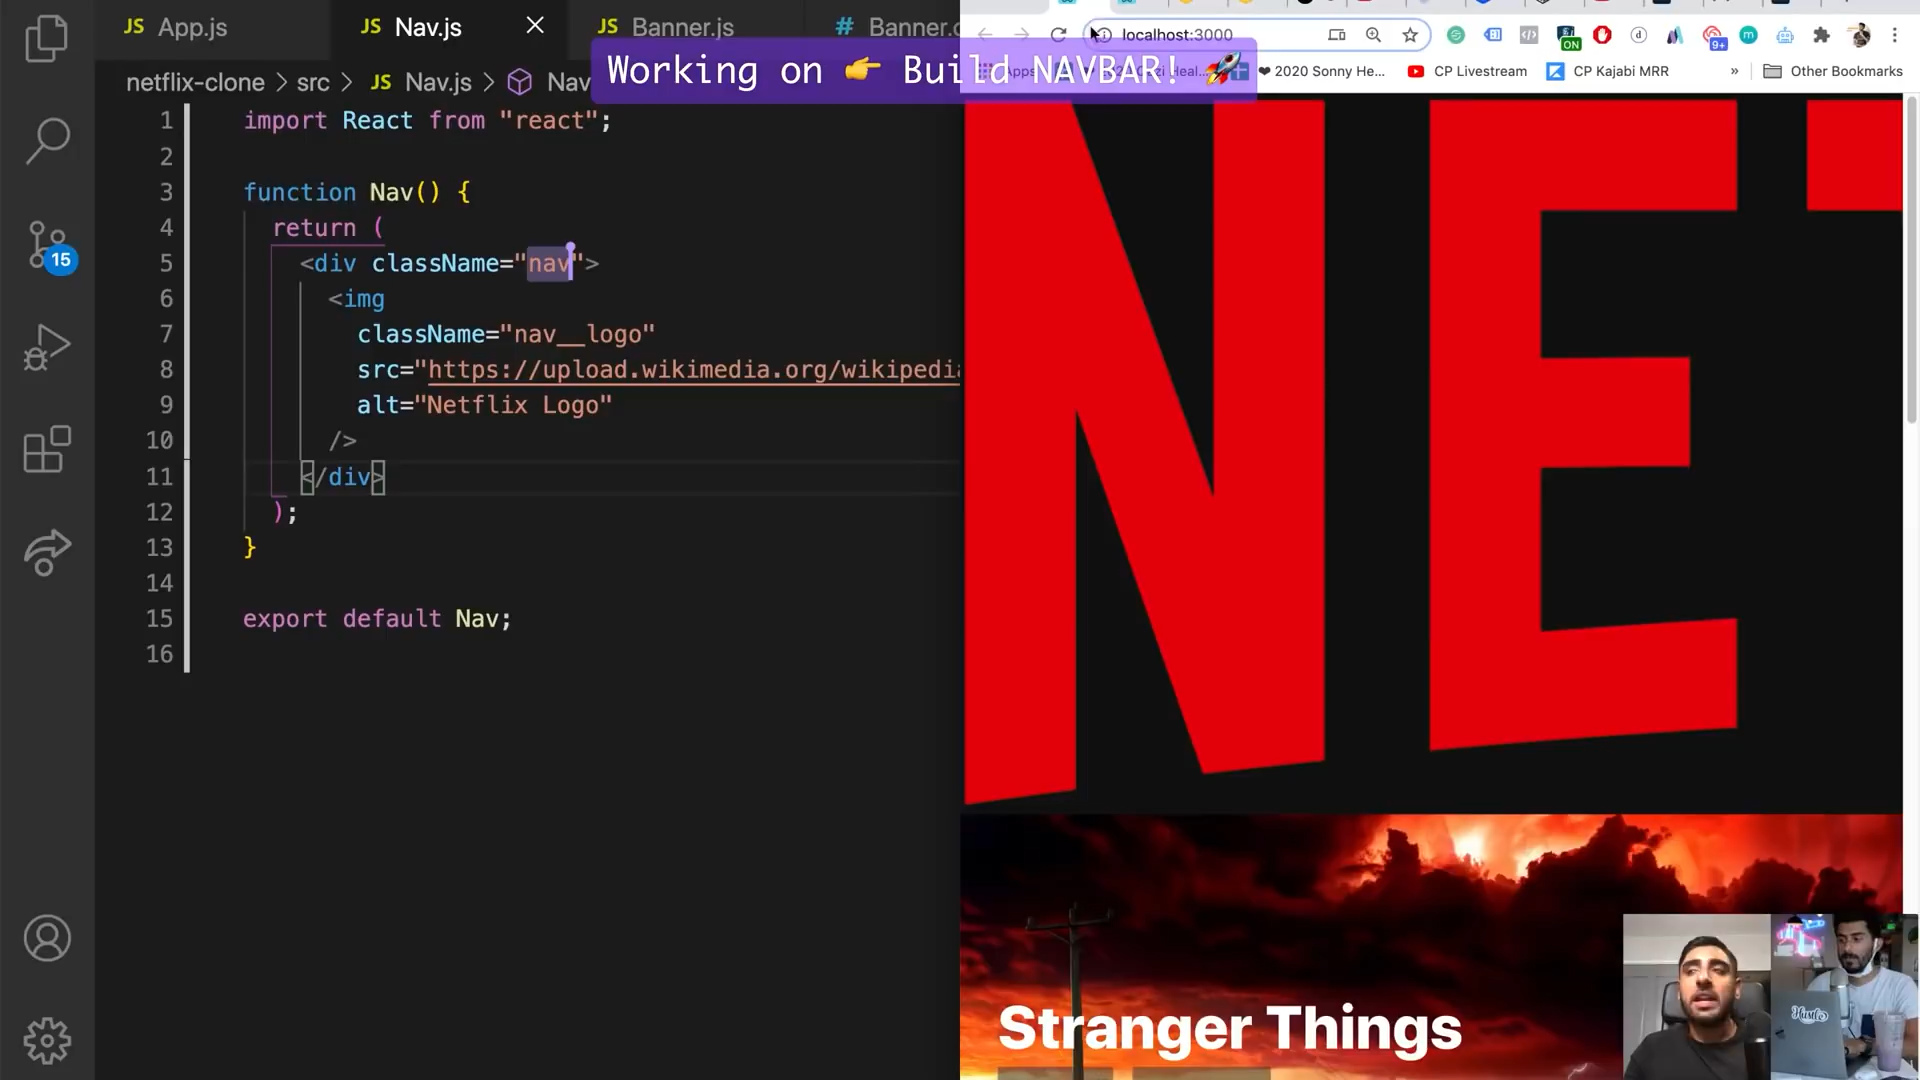 JS App.js
JS Nav.js
JS Banner.js
# Banner.
localhost:3000
ON
9+
netflix-clone > src > JS Nav.js > Nav
Working on 👉 Build NAVBAR! 🚀
❤ 2020 Sonny He...
CP Livestream
CP Kajabi MRR
»
Other Bookmarks
1 import React from "react";
2
3 function Nav() {
4 return (
5 <div className="nav">
6 <img
7 className="nav__logo"
8 src="https://upload.wikimedia.org/wikipedia
9 alt="Netflix Logo"
10 />
11 </div>
12 );
13 }
14
15 export default Nav;
16
15
NET
Stranger Things
Hustle